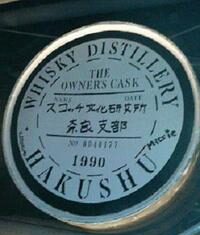 WHISKY DISTILLERY
THE
OWNER'S CASK
NAME DATE
スコッチ文化研究所
奈良支部
No
1990
HAKUSHU